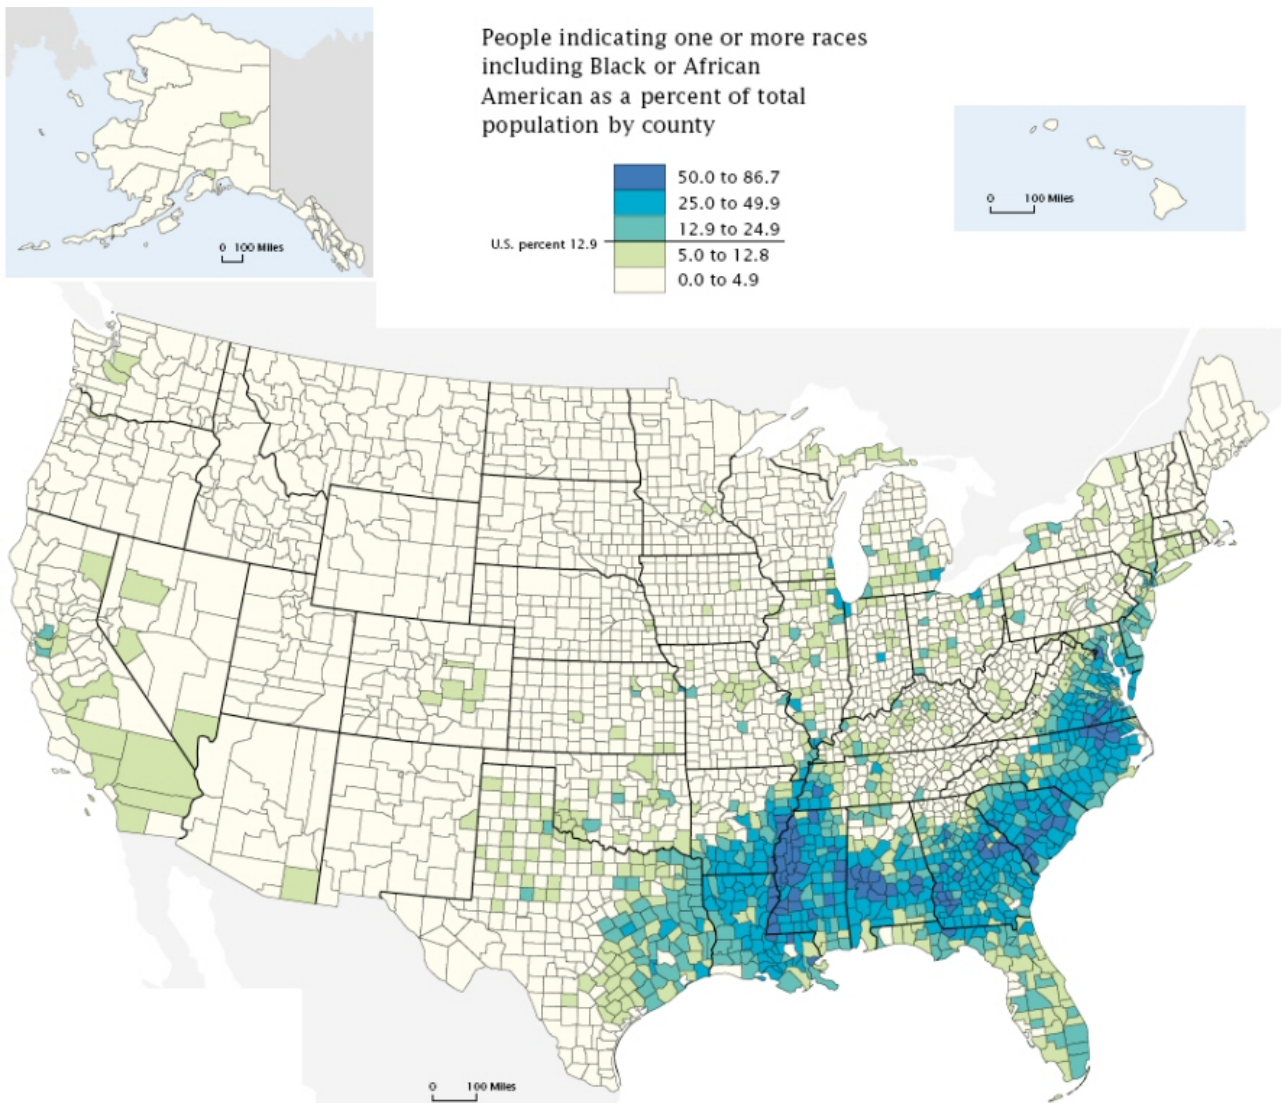 People indicating one or more races
including Black or African
American as a percent of total
population by county
50.0 to 86.7
25.0 to 49.9
12.9 to 24.9
U.S. percent 12.9
5.0 to 12.8
0.0 to 4.9
0 100 Miles
0 100 Miles
0 100 Miles